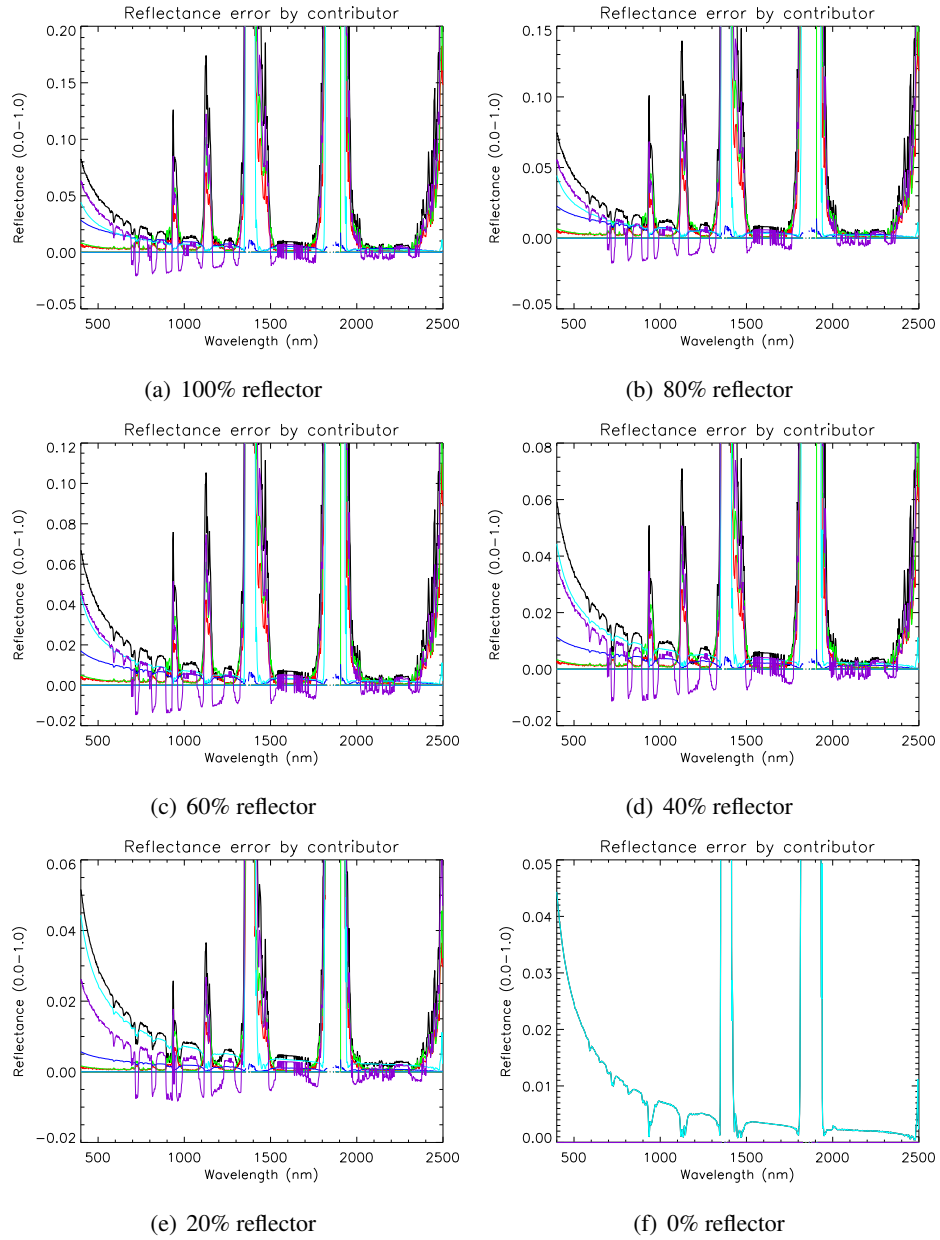 Reflectance error by contributor
Reflectance error by contributor
0.20
0.15
0.10
0.05
0.00
−0.05
Reflectance (0.0−1.0)
500 1000 1500 2000 2500
Wavelength (nm)
0.15
0.10
0.05
0.00
−0.05
Reflectance (0.0−1.0)
500 1000 1500 2000 2500
Wavelength (nm)
(a) 100% reflector
(b) 80% reflector
Reflectance error by contributor
Reflectance error by contributor
0.12
0.10
0.08
0.06
0.04
0.02
0.00
−0.02
Reflectance (0.0−1.0)
500 1000 1500 2000 2500
Wavelength (nm)
0.08
0.06
0.04
0.02
0.00
−0.02
Reflectance (0.0−1.0)
500 1000 1500 2000 2500
Wavelength (nm)
(c) 60% reflector
(d) 40% reflector
Reflectance error by contributor
Reflectance error by contributor
0.06
0.04
0.02
0.00
−0.02
Reflectance (0.0−1.0)
500 1000 1500 2000 2500
Wavelength (nm)
0.05
0.04
0.03
0.02
0.01
0.00
Reflectance (0.0−1.0)
500 1000 1500 2000 2500
Wavelength (nm)
(e) 20% reflector
(f) 0% reflector